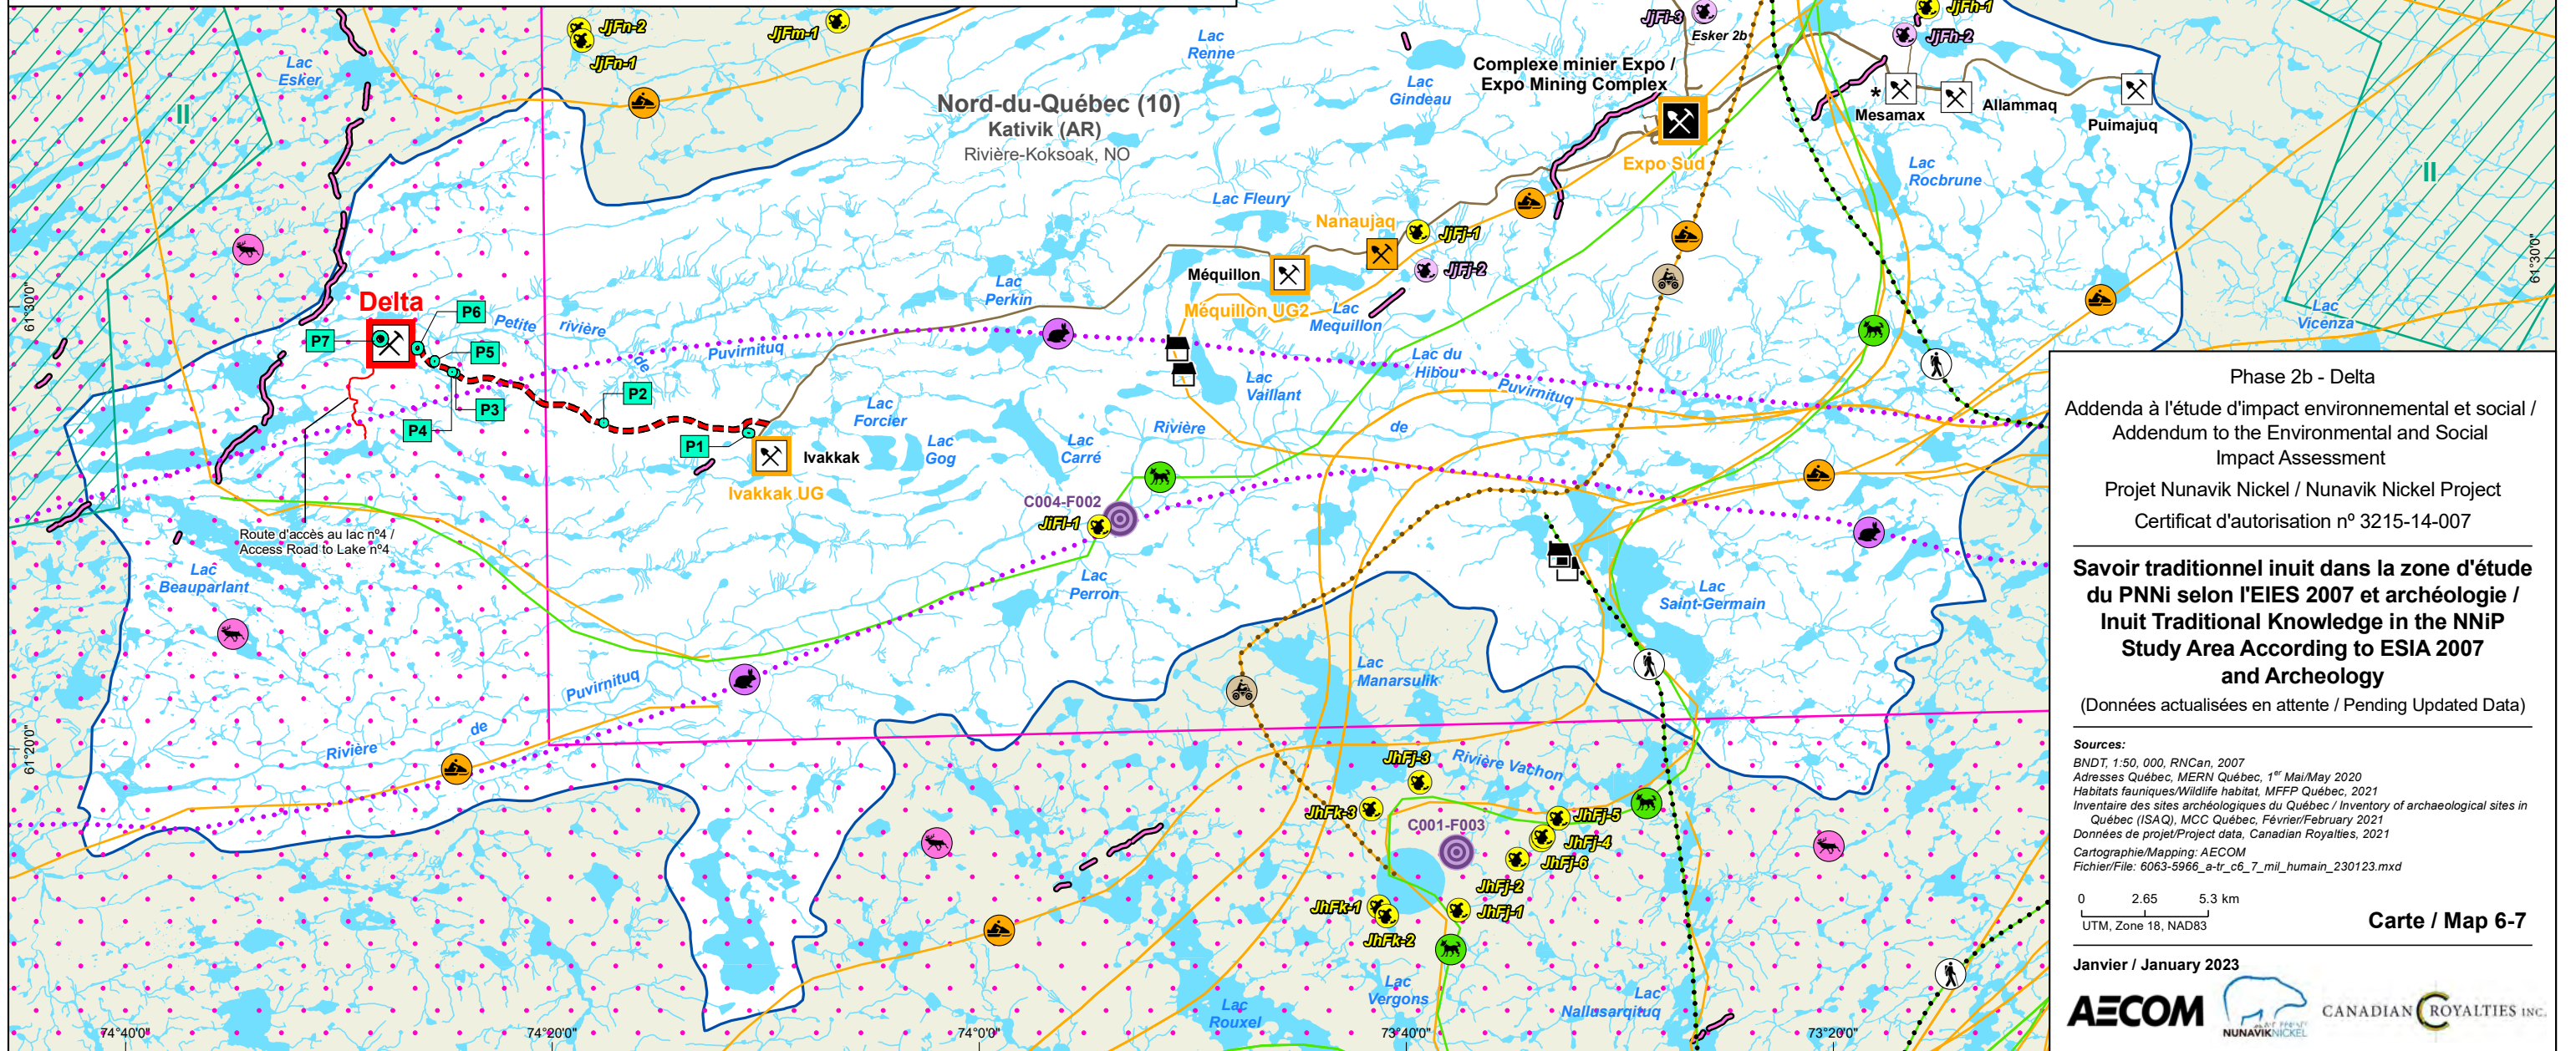 JjFn-2
JjFn-1
JjFm-1
Lac
Esker
II
Lac
Renne
Nord-du-Québec (10)
Kativik (AR)
Rivière-Koksoak, NO
Lac
Gindeau
JjFi-3
Esker 2b
Complexe minier Expo /
Expo Mining Complex
Expo Sud
JjFh-1
JjFh-2
*
Mesamax
Allammaq
Puimajuq
Lac
Rocbrune
II
61°30'0"
61°30'0"
Lac
Vicenza
Lac Fleury
Nanaujaq
JjFj-1
JjFj-2
Méquillon
Méquillon UG2
Lac
Mequillon
Lac
Perkin
Delta
P7
P6
P5
P4
P3
P2
P1
Petite rivière de Puvirnituq
Ivakkak
Ivakkak UG
Lac
Forcier
Lac
Gog
Lac
Carré
Lac
Vaillant
Lac du
Hibou
Rivière de Puvirnituq
C004-F002
JiFl-1
Lac
Perron
Route d'accès au lac nº4 /
Access Road to Lake nº4
Lac
Beauparlant
Lac
Saint-Germain
Lac
Manarsulik
Rivière de Puvirnituq
61°20'0"
JhFj-3
Rivière Vachon
JhFk-3
C001-F003
JhFj-5
JhFj-4
JhFj-6
JhFj-2
JhFj-1
JhFk-1
JhFk-2
Lac
Vergons
Lac
Rouxel
Lac
Nallusarqituq
74°40'0"
74°20'0"
74°0'0"
73°40'0"
73°20'0"
Phase 2b - Delta
Addenda à l'étude d'impact environnemental et social /
Addendum to the Environmental and Social
Impact Assessment
Projet Nunavik Nickel / Nunavik Nickel Project
Certificat d'autorisation nº 3215-14-007
Savoir traditionnel inuit dans la zone d'étude
du PNNi selon l'EIES 2007 et archéologie /
Inuit Traditional Knowledge in the NNiP
Study Area According to ESIA 2007
and Archeology
(Données actualisées en attente / Pending Updated Data)
Sources:
BNDT, 1:50, 000, RNCan, 2007
Adresses Québec, MERN Québec, 1er Mai/May 2020
Habitats fauniques/Wildlife habitat, MFFP Québec, 2021
Inventaire des sites archéologiques du Québec / Inventory of archaeological sites in
Québec (ISAQ), MCC Québec, Février/February 2021
Données de projet/Project data, Canadian Royalties, 2021
Cartographie/Mapping: AECOM
Fichier/File: 6063-5966_a-tr_c6_7_mil_humain_230123.mxd
0 2.65 5.3 km
UTM, Zone 18, NAD83
Carte / Map 6-7
Janvier / January 2023
AECOM
NUNAVIK NICKEL
CANADIAN ROYALTIES INC.